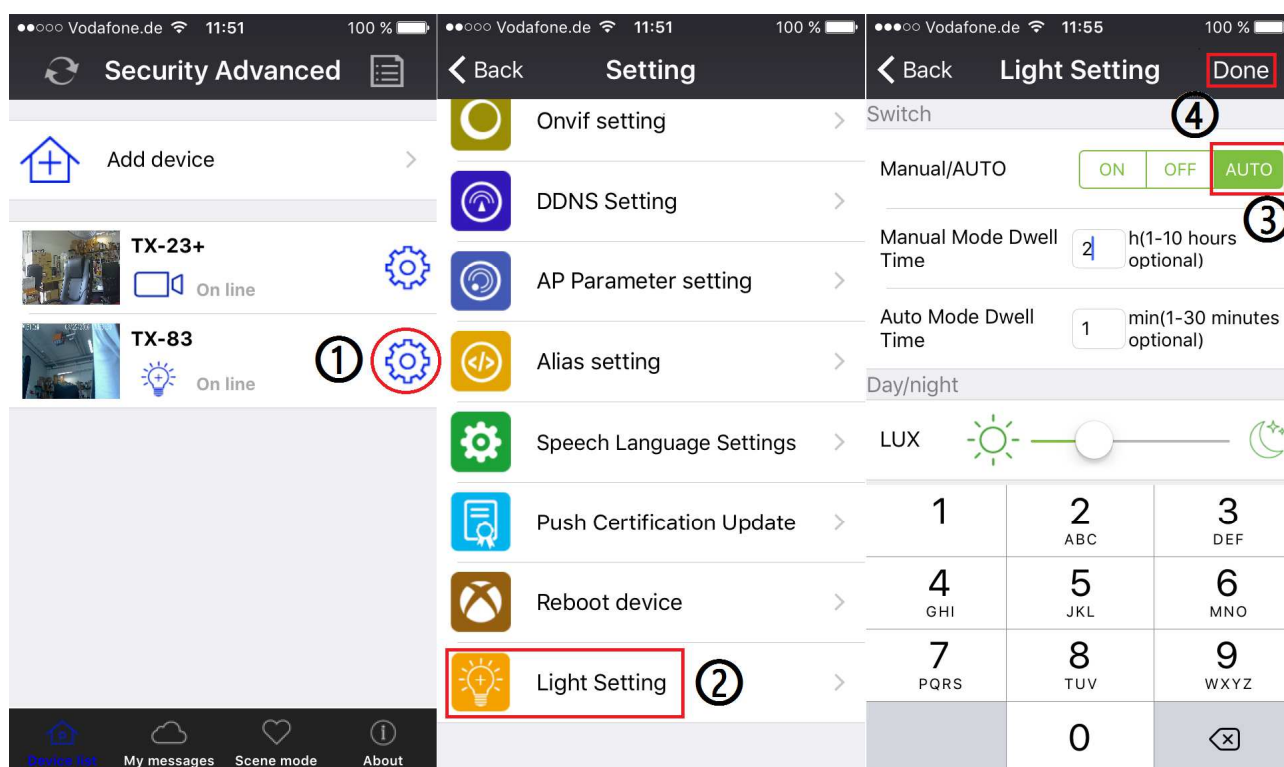 Vodafone.de 11:51 100 %
Security Advanced
Add device
TX-23+
On line
TX-83
On line
①
Device list My messages Scene mode About
Vodafone.de 11:51 100 %
Back Setting
Onvif setting
DDNS Setting
AP Parameter setting
Alias setting
Speech Language Settings
Push Certification Update
Reboot device
Light Setting ②
Vodafone.de 11:55 100 %
Back Light Setting Done
Switch ④
Manual/AUTO ON OFF AUTO
③
Manual Mode Dwell Time 2 h(1-10 hours optional)
Auto Mode Dwell Time 1 min(1-30 minutes optional)
Day/night
LUX
1 2 3
ABC DEF
4 5 6
GHI JKL MNO
7 8 9
PQRS TUV WXYZ
0